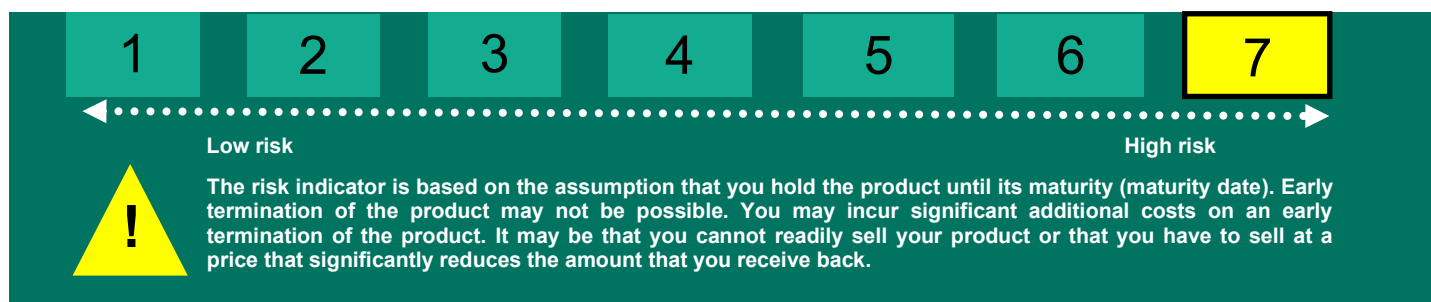 1 2 3 4 5 6 7
Low risk High risk
The risk indicator is based on the assumption that you hold the product until its maturity (maturity date). Early
termination of the product may not be possible. You may incur significant additional costs on an early
termination of the product. It may be that you cannot readily sell your product or that you have to sell at a
price that significantly reduces the amount that you receive back.
!